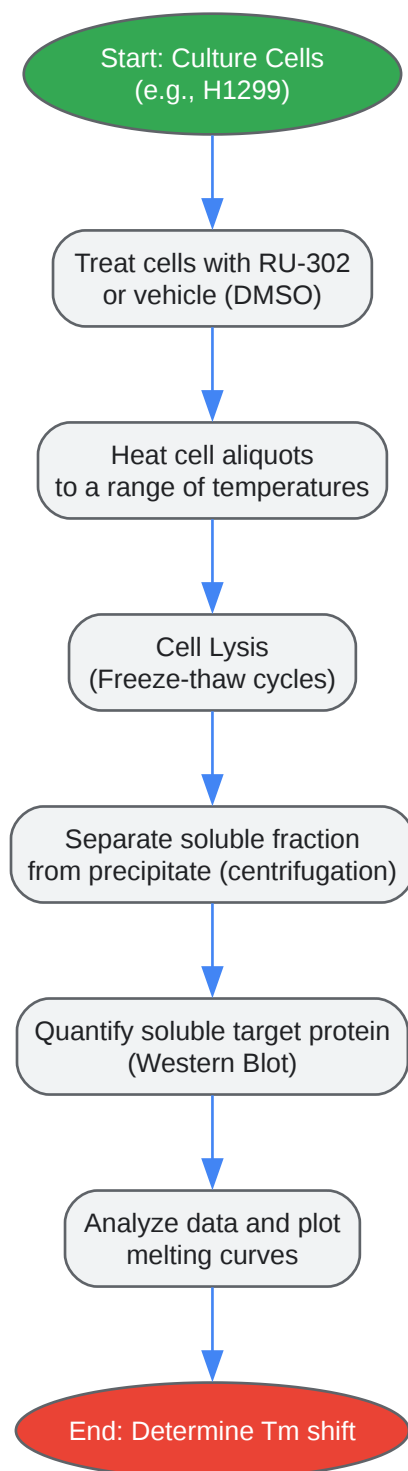 Start: Culture Cells
(e.g., H1299)
Treat cells with RU-302
or vehicle (DMSO)
Heat cell aliquots
to a range of temperatures
Cell Lysis
(Freeze-thaw cycles)
Separate soluble fraction
from precipitate (centrifugation)
Quantify soluble target protein
(Western Blot)
Analyze data and plot
melting curves
End: Determine Tm shift